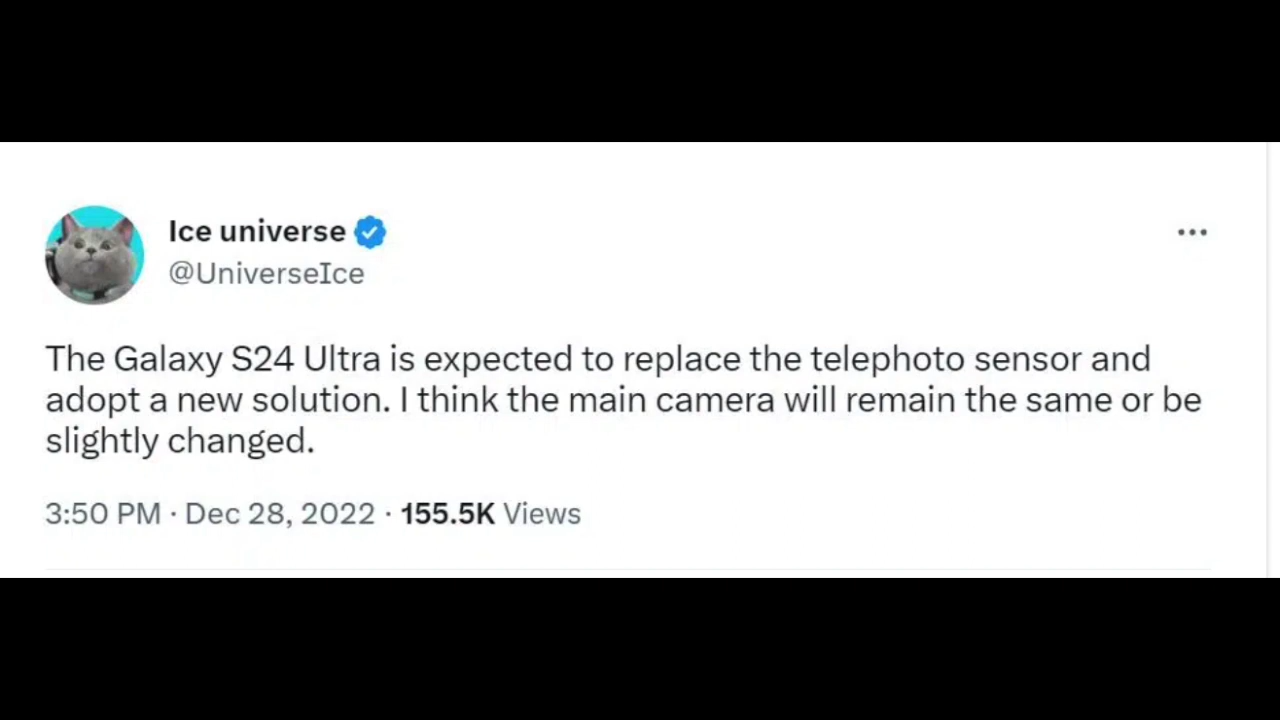 Ice universe
@UniverseIce
The Galaxy S24 Ultra is expected to replace the telephoto sensor and
adopt a new solution. I think the main camera will remain the same or be
slightly changed.
3:50 PM · Dec 28, 2022 · 155.5K Views